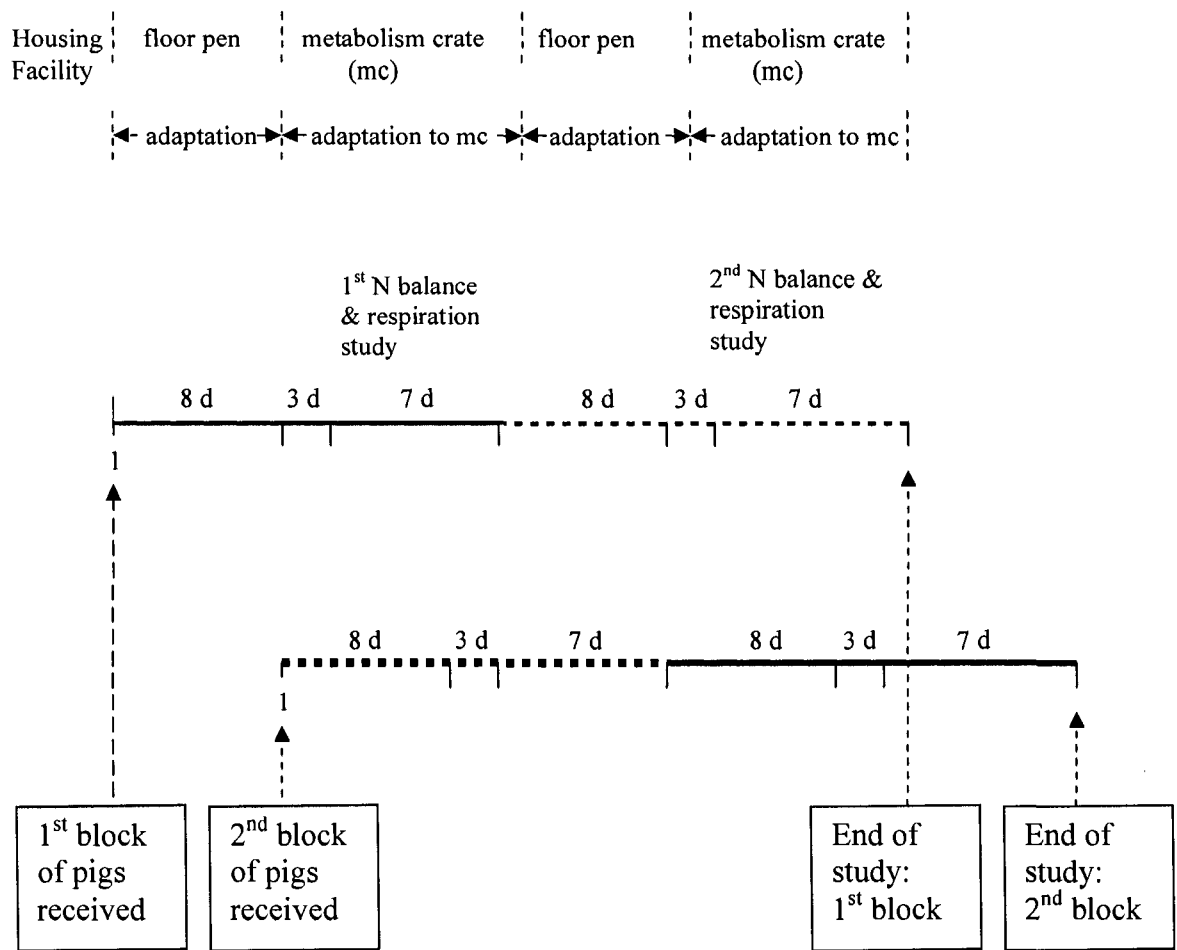 Housing Facility
floor pen
metabolism crate
(mc)
floor pen
metabolism crate
(mc)
adaptation
adaptation to mc
adaptation
adaptation to mc
1st N balance
& respiration
study
2nd N balance &
respiration
study
8 d
3 d
7 d
8 d
3 d
7 d
1
8 d
3 d
7 d
8 d
3 d
7 d
1
1st block
of pigs
received
2nd block
of pigs
received
End of
study:
1st block
End of
study:
2nd block